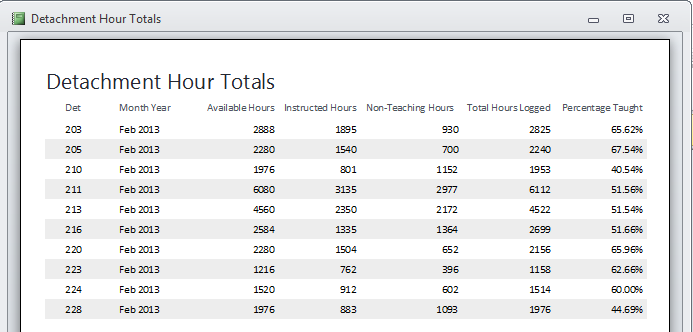 Detachment Hour Totals
Detachment Hour Totals
Det Month Year Available Hours Instructed Hours Non-Teaching Hours Total Hours Logged Percentage Taught
203 Feb 2013 2888 1895 930 2825 65.62%
205 Feb 2013 2280 1540 700 2240 67.54%
210 Feb 2013 1976 801 1152 1953 40.54%
211 Feb 2013 6080 3135 2977 6112 51.56%
213 Feb 2013 4560 2350 2172 4522 51.54%
216 Feb 2013 2584 1335 1364 2699 51.66%
220 Feb 2013 2280 1504 652 2156 65.96%
223 Feb 2013 1216 762 396 1158 62.66%
224 Feb 2013 1520 912 602 1514 60.00%
228 Feb 2013 1976 883 1093 1976 44.69%